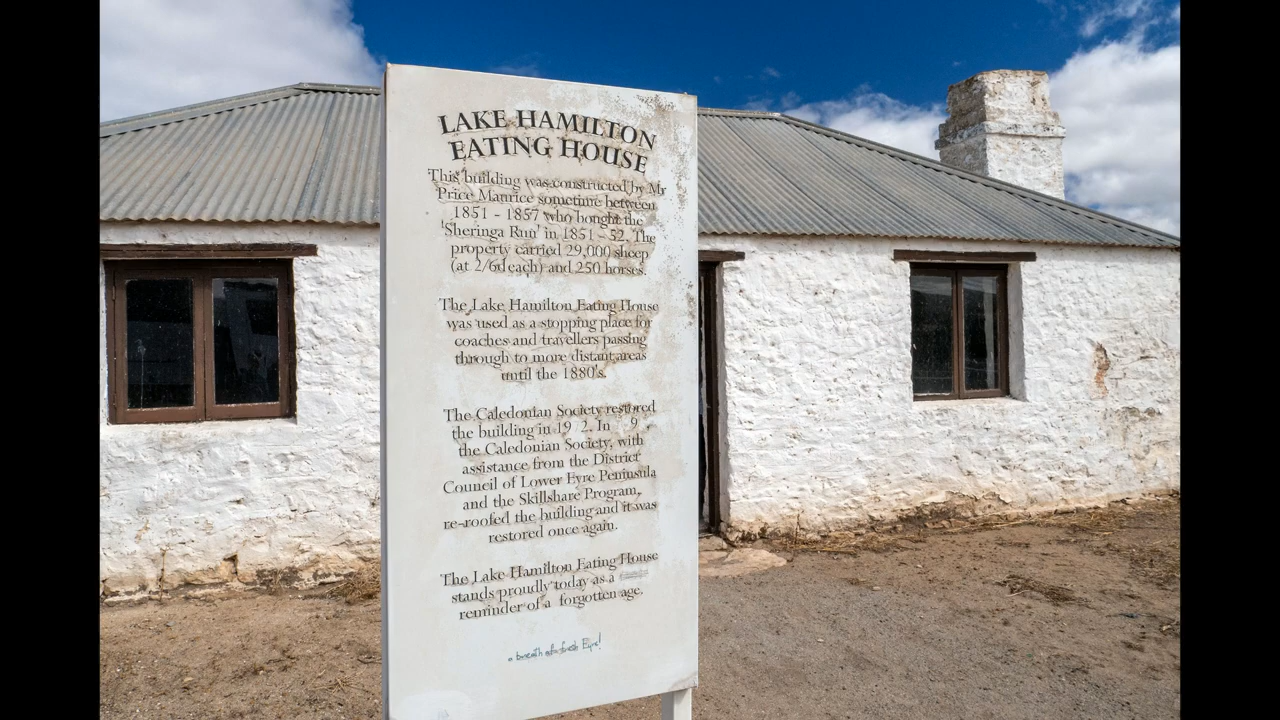 LAKE HAMILTON
EATING HOUSE
This building was constructed by Mr
Price Maurice sometime between
1851 - 1857 who bought the
'Sheringa Run' in 1851 - 52. The
property carried 29,000 sheep
(at 2/6d each) and 250 horses.
The Lake Hamilton Eating House
was used as a stopping place for
coaches and travellers passing
through to more distant areas
until the 1880's.
The Caledonian Society restored
the building in 19 2. In 9 ,
the Caledonian Society, with
assistance from the District
Council of Lower Eyre Peninsula
and the Skillshare Program,
re-roofed the building and it was
restored once again.
The Lake Hamilton Eating House
stands proudly today as a
reminder of a forgotten age.
a breath of fresh Eyre!